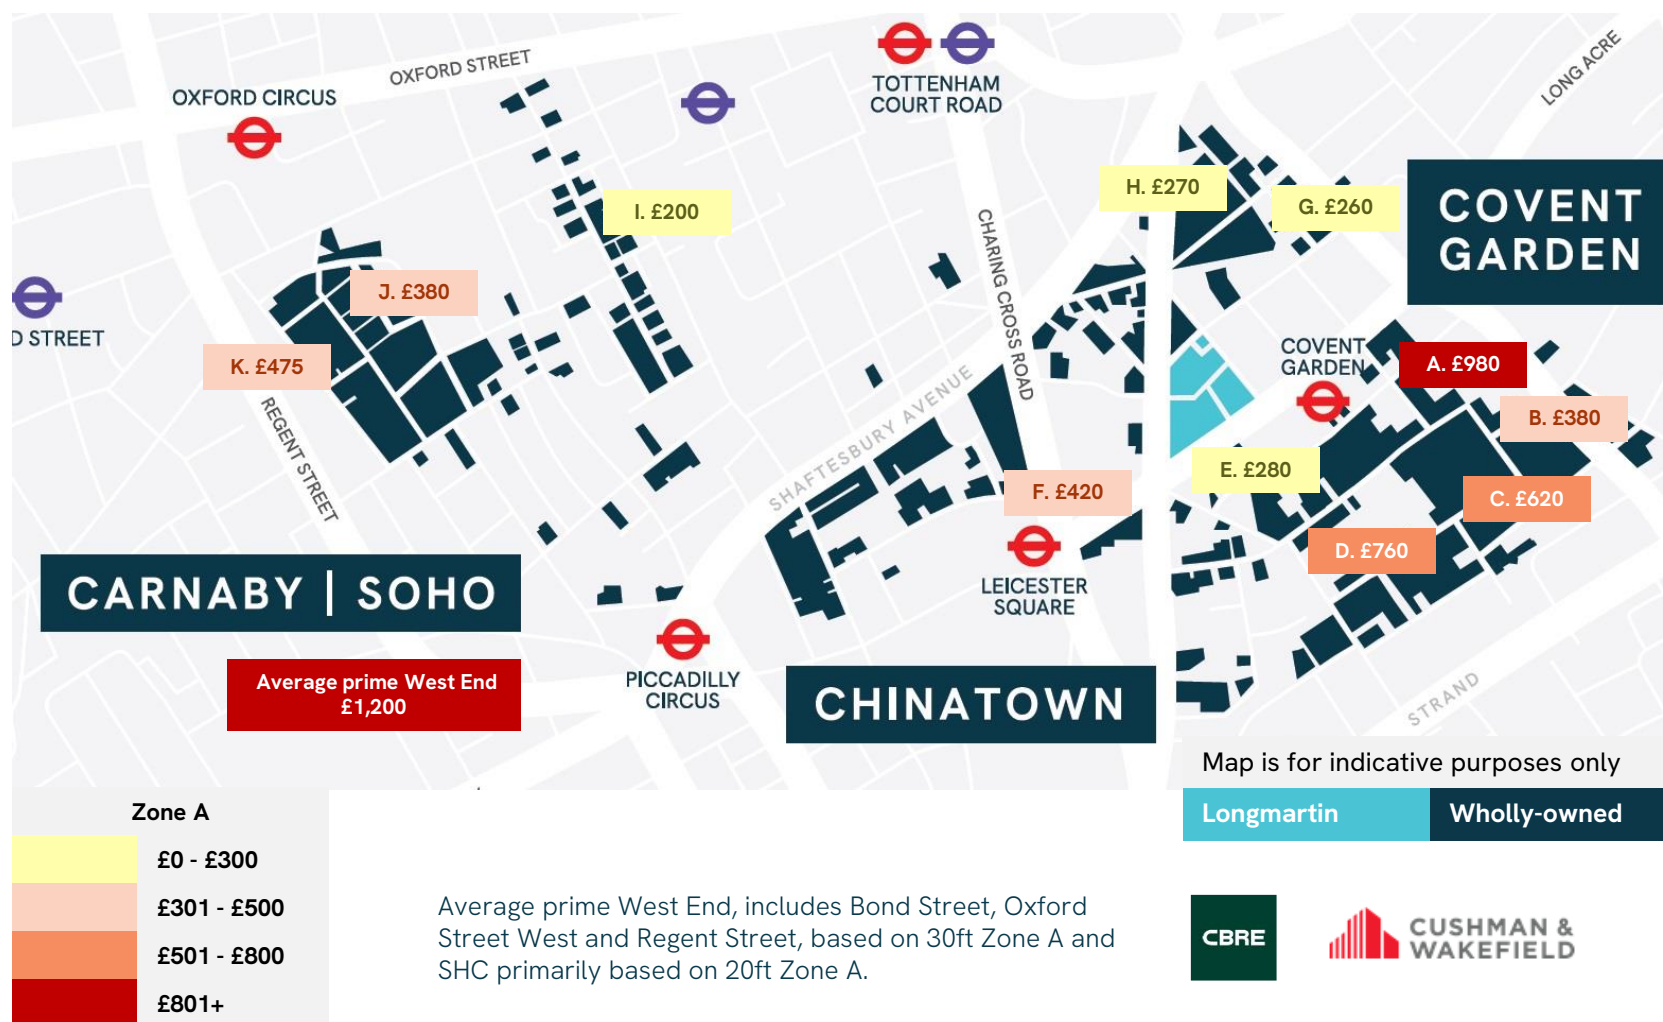 OXFORD STREET
OXFORD CIRCUS
TOTTENHAM
COURT ROAD
LONG ACRE
H. £270
G. £260
I. £200
COVENT
GARDEN
CHARING CROSS ROAD
J. £380
D STREET
K. £475
COVENT
GARDEN
A. £980
B. £380
REGENT STREET
SHAFTESBURY AVENUE
E. £280
F. £420
C. £620
D. £760
CARNABY | SOHO
LEICESTER
SQUARE
Average prime West End
£1,200
PICCADILLY
CIRCUS
CHINATOWN
STRAND
Map is for indicative purposes only
Longmartin
Wholly-owned
Zone A
£0 - £300
£301 - £500
£501 - £800
£801+
Average prime West End, includes Bond Street, Oxford
Street West and Regent Street, based on 30ft Zone A and
SHC primarily based on 20ft Zone A.
CBRE
CUSHMAN &
WAKEFIELD